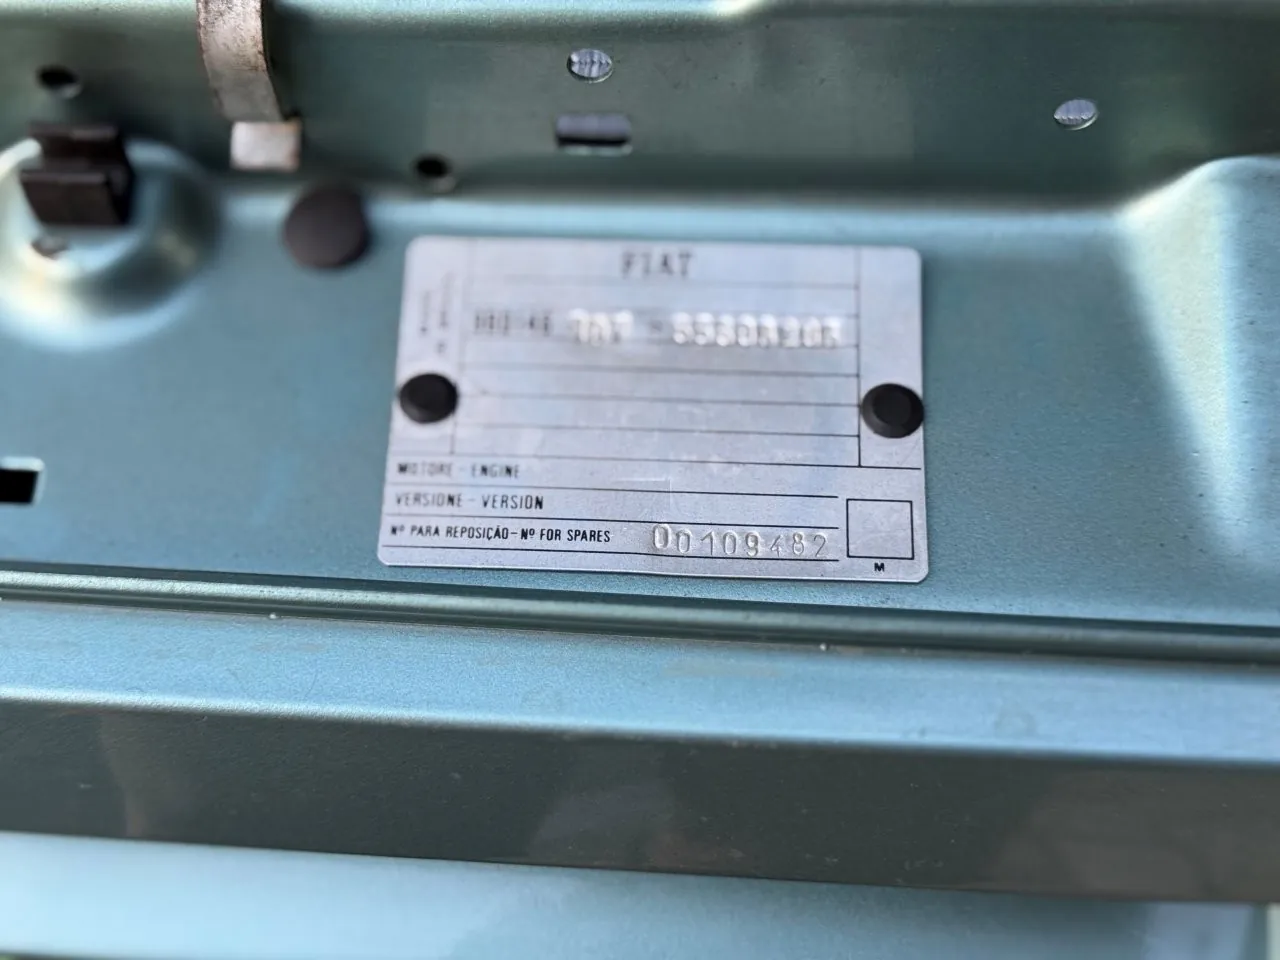 FIAT
MOTORE - ENGINE
VERSIONE - VERSION
Nº PARA REPOSIÇÃO - Nº FOR SPARES 00109482
M